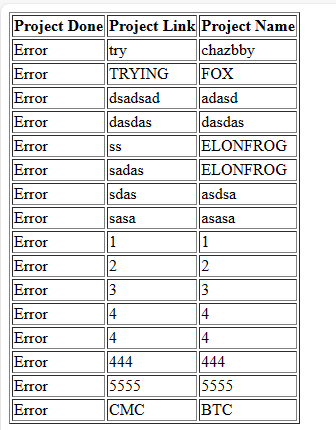 Project Done Project Link Project Name
Error try chazbby
Error TRYING FOX
Error dsadsad adasd
Error dasdas dasdas
Error ss ELONFROG
Error sadas ELONFROG
Error sdas asdsa
Error sasa asasa
Error 1 1
Error 2 2
Error 3 3
Error 4 4
Error 4 4
Error 444 444
Error 5555 5555
Error CMC BTC